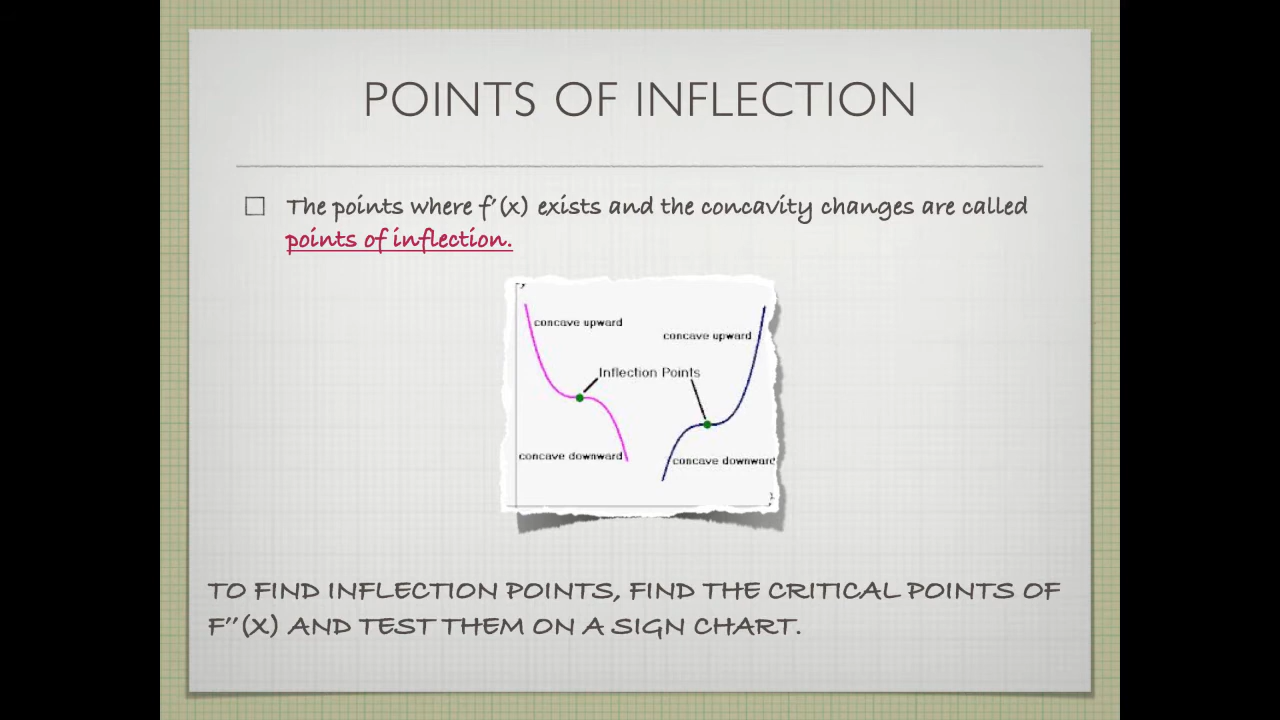 POINTS OF INFLECTION
☐ The points where f'(x) exists and the concavity changes are called
points of inflection.
concave upward
concave upward
Inflection Points
concave downward
concave downward
TO FIND INFLECTION POINTS, FIND THE CRITICAL POINTS OF
F''(X) AND TEST THEM ON A SIGN CHART.